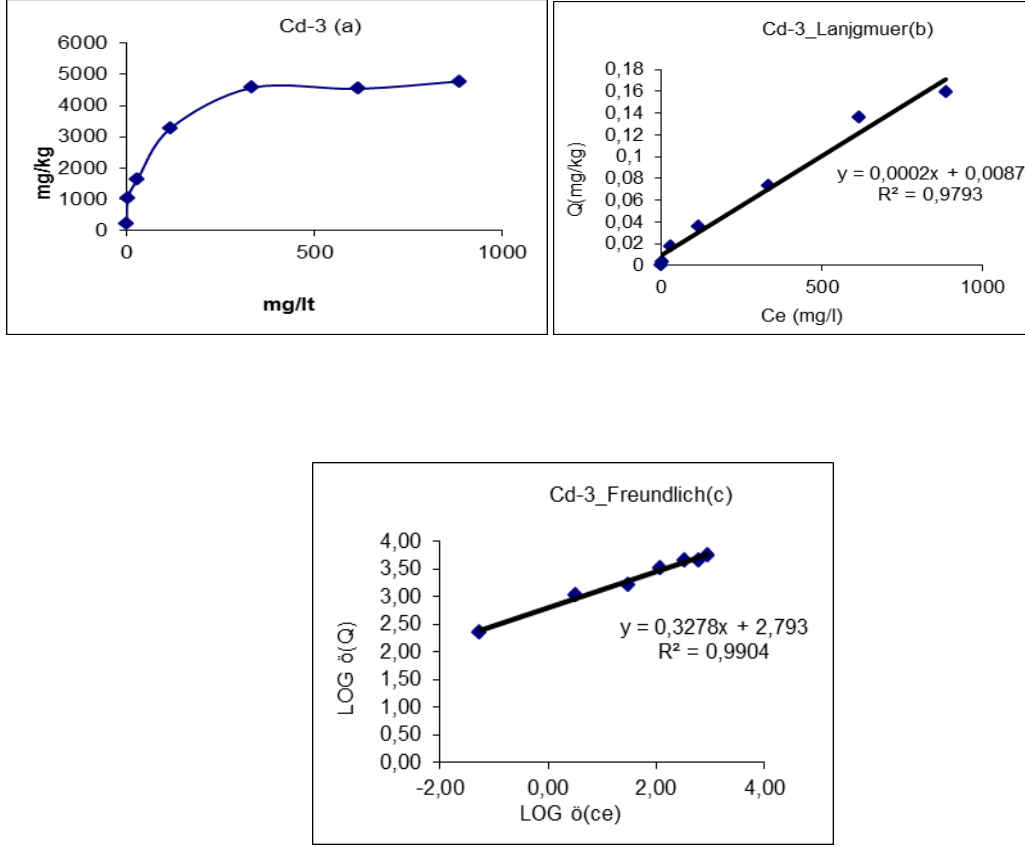 Cd-3 (a)
6000
5000
4000
3000
2000
1000
0
mg/kg
0 500 1000
mg/lt
Cd-3_Lanjgmuer(b)
0,18
0,16
0,14
0,12
0,1
0,08
0,06
0,04
0,02
0
Q(mg/kg)
y = 0,0002x + 0,0087
R² = 0,9793
0 500 1000
Ce (mg/l)
Cd-3_Freundlich(c)
4,00
3,50
3,00
2,50
2,00
1,50
1,00
0,50
0,00
LOG ö(Q)
y = 0,3278x + 2,793
R² = 0,9904
-2,00 0,00 2,00 4,00
LOG ö(ce)